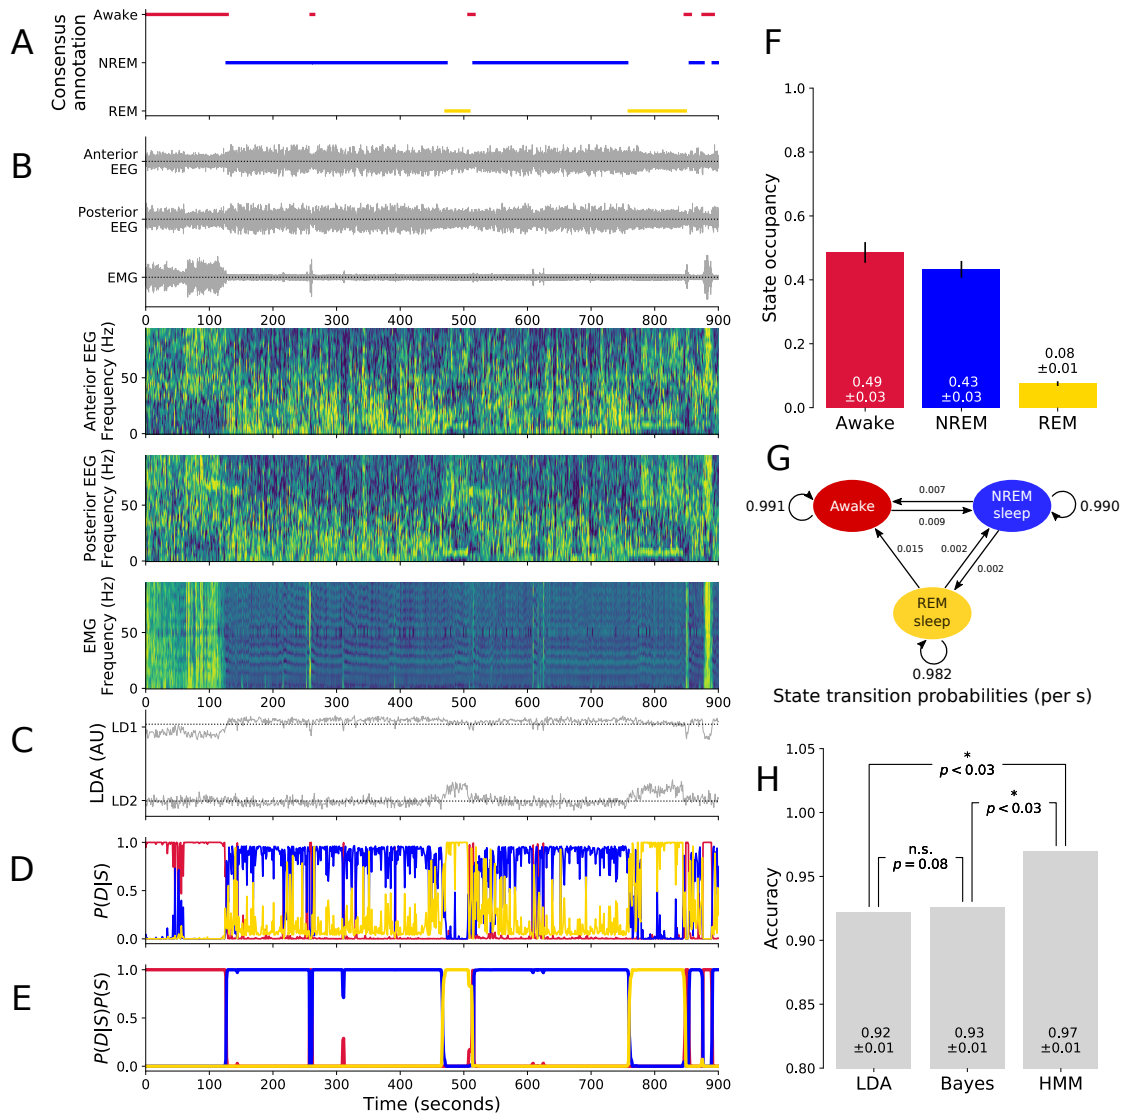 A
Consensus
annotation
Awake
NREM
REM
0 100 200 300 400 500 600 700 800 900
B
Anterior
EEG
Posterior
EEG
EMG
0 100 200 300 400 500 600 700 800 900
Anterior EEG
Frequency (Hz)
50
0
Posterior EEG
Frequency (Hz)
50
0
EMG
Frequency (Hz)
50
0
C
LDA (AU)
LD1
LD2
D
P(D|S)
1.0
0.5
0.0
E
P(D|S)P(S)
1.0
0.5
0.0
0 100 200 300 400 500 600 700 800 900
Time (seconds)
F
State occupancy
1.0
0.8
0.6
0.4
0.2
0.0
0.49
±0.03
0.43
±0.03
0.08
±0.01
Awake NREM REM
G
0.991
Awake
0.007
0.009
NREM
sleep
0.990
0.015
0.002
0.002
REM
sleep
0.982
State transition probabilities (per s)
H
Accuracy
1.05
1.00
0.95
0.90
0.85
0.80
*
p < 0.03
*
p < 0.03
n.s.
p = 0.08
0.92
±0.01
0.93
±0.01
0.97
±0.01
LDA Bayes HMM